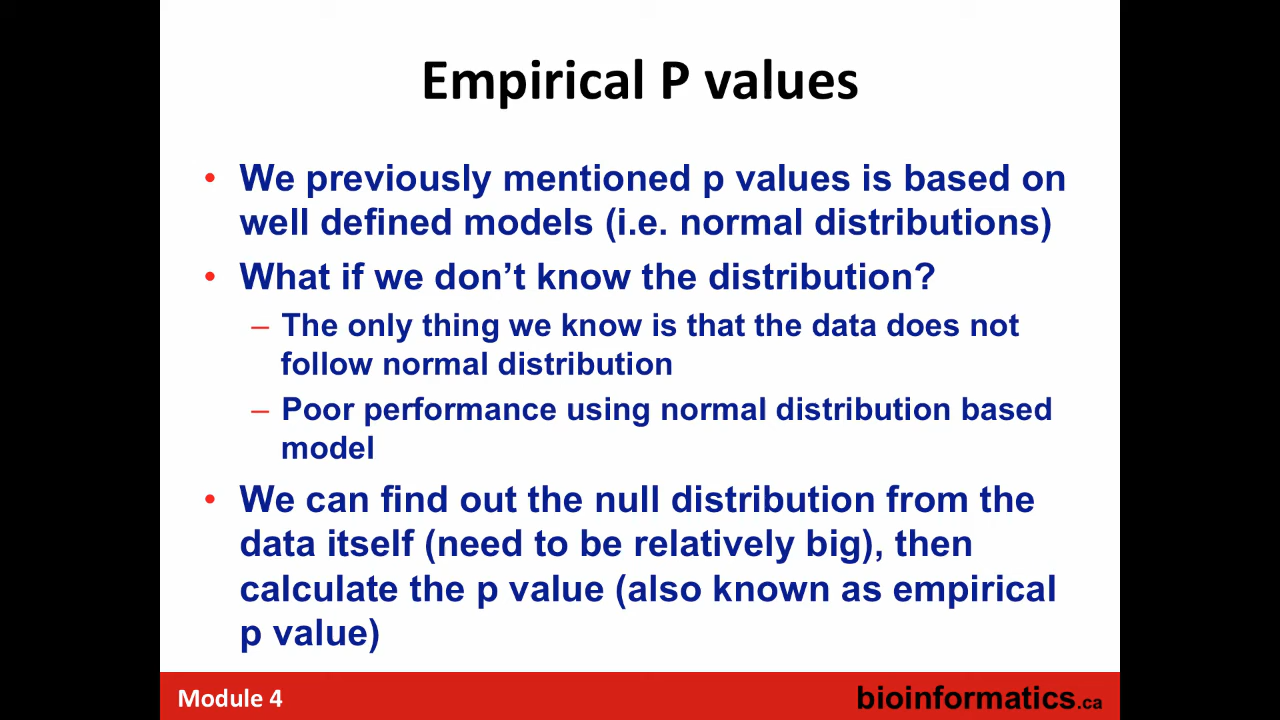 Empirical P values
• We previously mentioned p values is based on
well defined models (i.e. normal distributions)
• What if we don’t know the distribution?
– The only thing we know is that the data does not
follow normal distribution
– Poor performance using normal distribution based
model
• We can find out the null distribution from the
data itself (need to be relatively big), then
calculate the p value (also known as empirical
p value)
Module 4
bioinformatics.ca